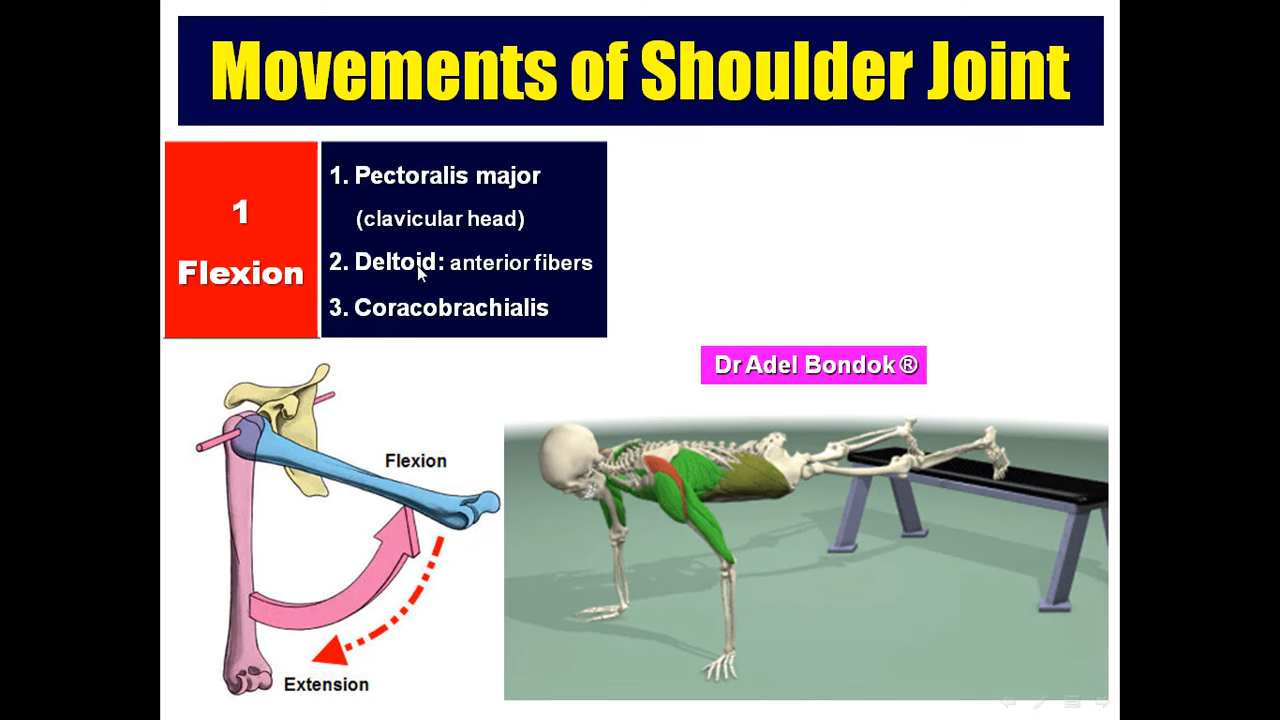 Movements of Shoulder Joint
1
Flexion
1. Pectoralis major
(clavicular head)
2. Deltoid: anterior fibers
3. Coracobrachialis
Dr Adel Bondok ®
Flexion
Extension